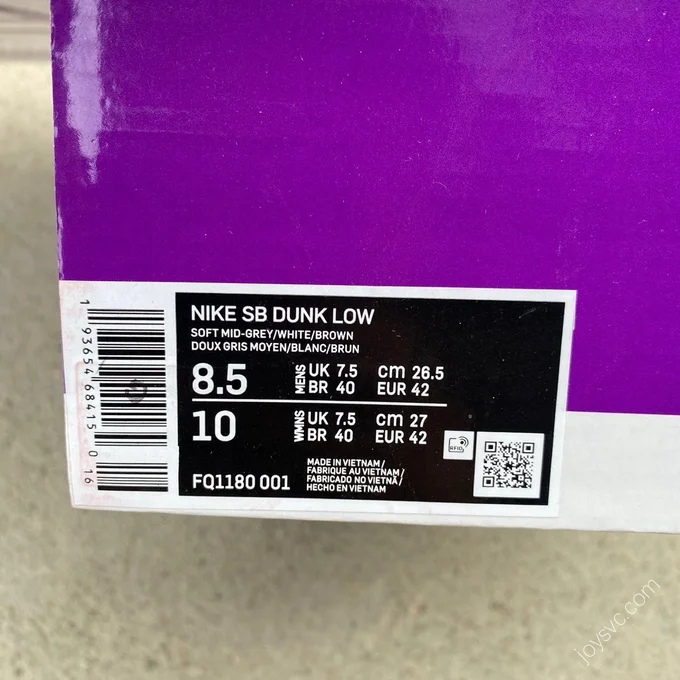 NIKE SB DUNK LOW
SOFT MID-GREY/WHITE/BROWN
DOUX GRIS MOYEN/BLANC/BRUN
8.5 MENS UK 7.5 cm 26.5
BR 40 EUR 42
10 WMNS UK 7.5 cm 27
BR 40 EUR 42
FQ1180 001
MADE IN VIETNAM/
FABRIQUE AU VIETNAM/
FABRICADO NO VIETNÃ/
HECHO EN VIETNAM
RFID
1 93654 68415 0 16
joysvc.com